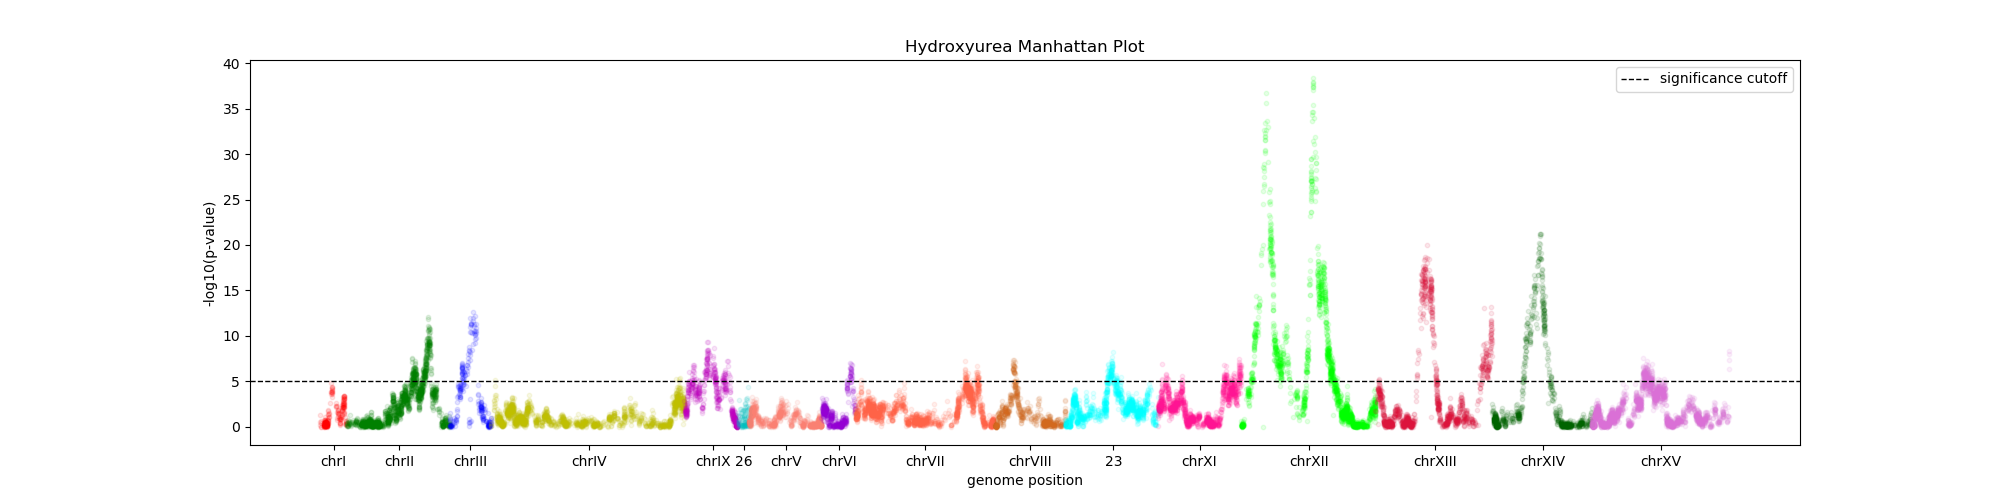 Hydroxyurea Manhattan Plot
40
35
30
25
20
15
10
5
0
-log10(p-value)
significance cutoff
chrI chrII chrIII chrIV chrIX 26 chrV chrVI chrVII chrVIII 23 chrXI chrXII chrXIII chrXIV chrXV
genome position